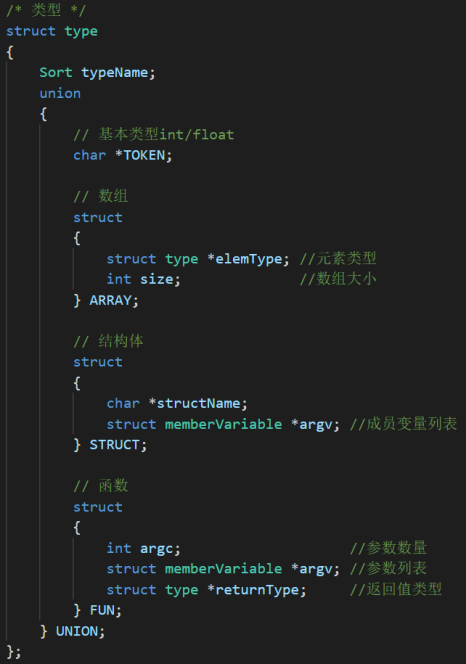 /* 类型 */
struct type
{
    Sort typeName;
    union
    {
        // 基本类型int/float
        char *TOKEN;

        // 数组
        struct
        {
            struct type *elemType; //元素类型
            int size;              //数组大小
        } ARRAY;

        // 结构体
        struct
        {
            char *structName;
            struct memberVariable *argv; //成员变量列表
        } STRUCT;

        // 函数
        struct
        {
            int argc;                    //参数数量
            struct memberVariable *argv; //参数列表
            struct type *returnType;     //返回值类型
        } FUN;
    } UNION;
};